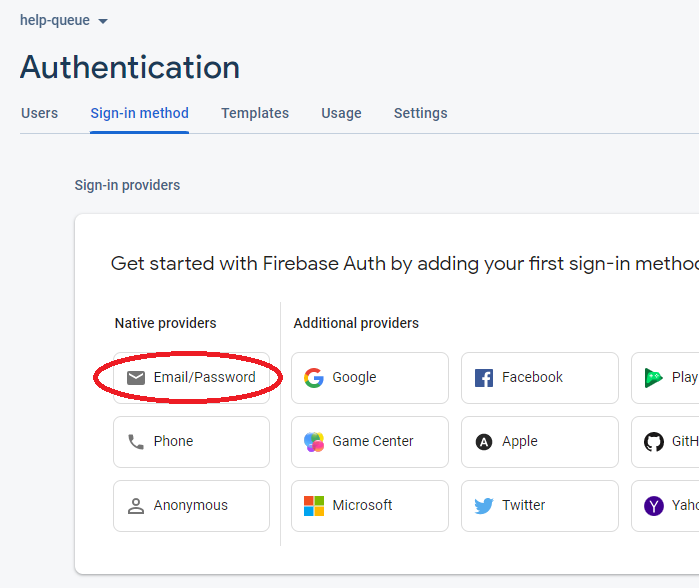 help-queue
Authentication
Users Sign-in method Templates Usage Settings
Sign-in providers
Get started with Firebase Auth by adding your first sign-in method
Native providers Additional providers
Email/Password Google Facebook Play
Phone Game Center Apple GitH
Anonymous Microsoft Twitter Yaho